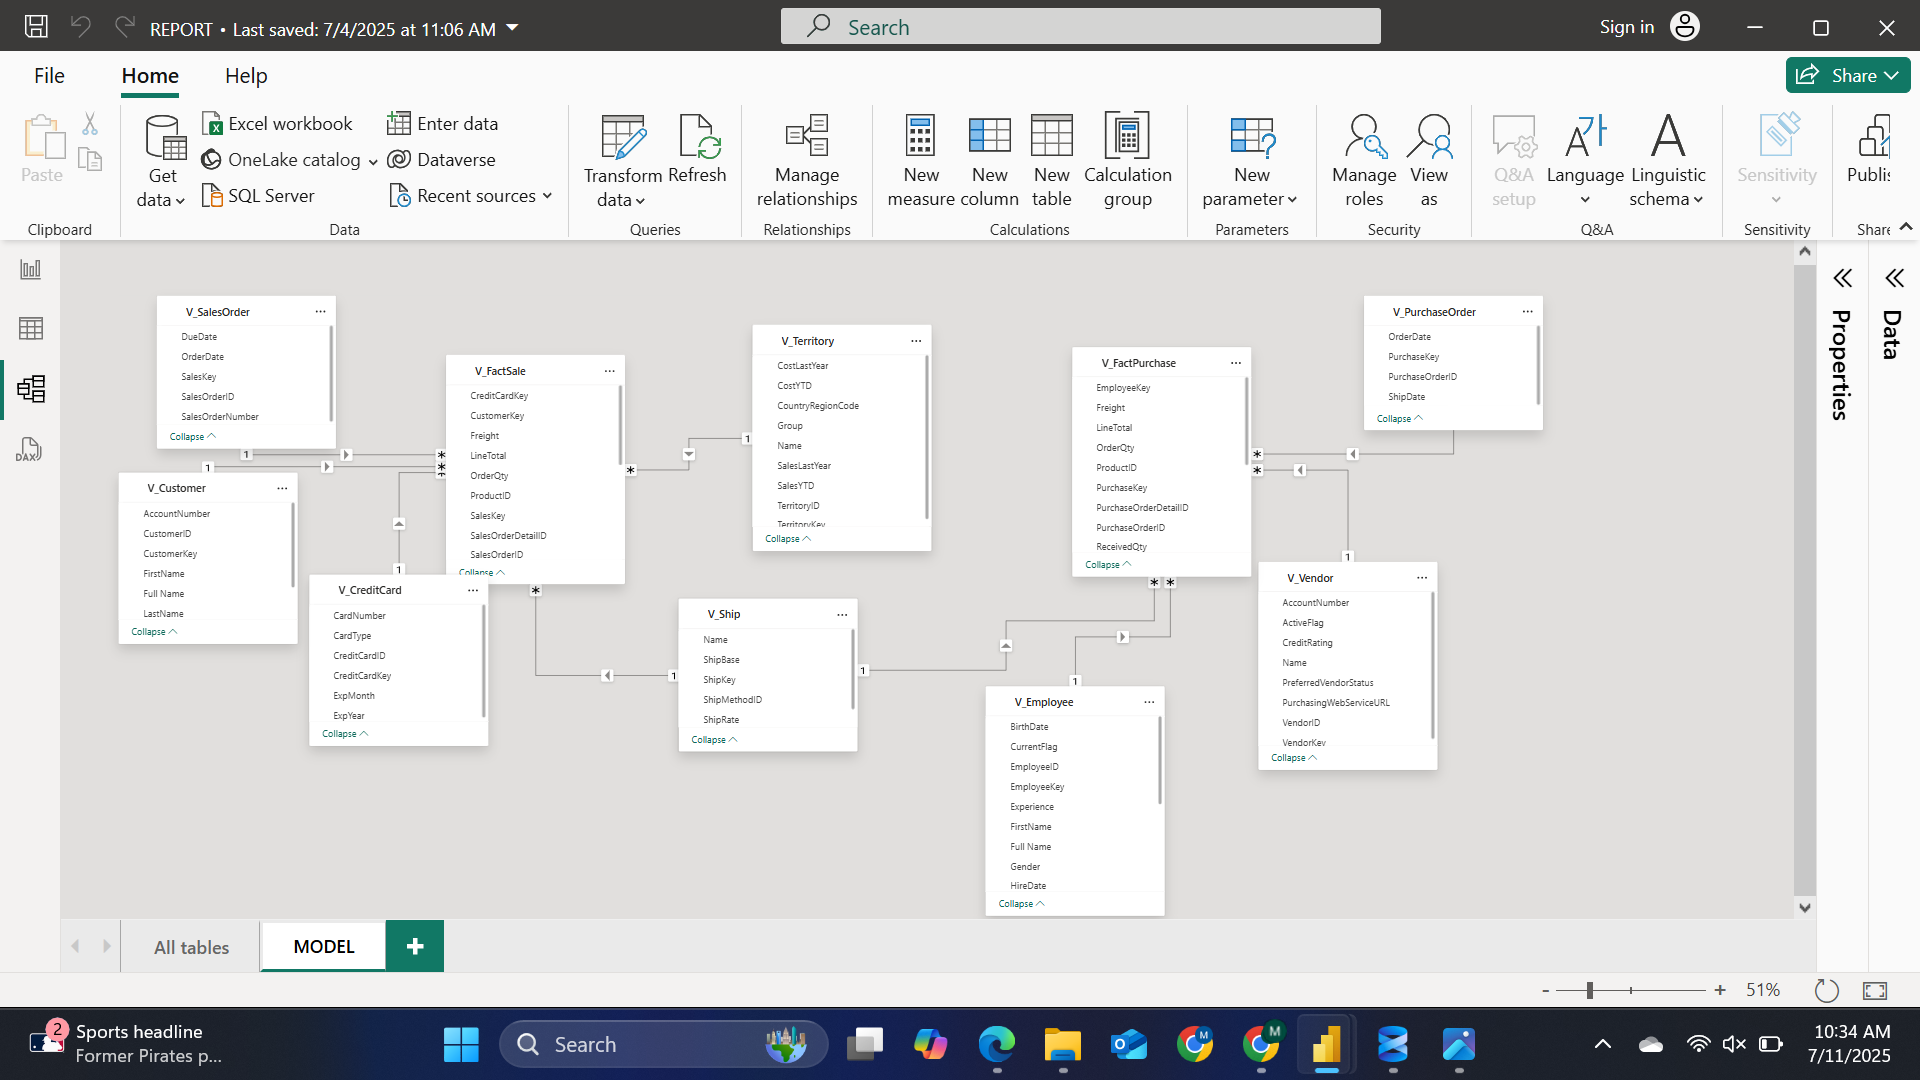 REPORT • Last saved: 7/4/2025 at 11:06 AM
Search
Sign in
File
Home
Help
Share
Paste
Clipboard
Get data
Excel workbook
OneLake catalog
SQL Server
Enter data
Dataverse
Recent sources
Data
Transform data
Refresh
Queries
Manage relationships
Relationships
New measure
New column
New table
Calculation group
Calculations
New parameter
Parameters
Manage roles
View as
Security
Q&A setup
Language
Linguistic schema
Q&A
Sensitivity
Sensitivity
Publis
Share
DAX
V_SalesOrder
DueDate
OrderDate
SalesKey
SalesOrderID
SalesOrderNumber
Collapse
1
*
1
*
*
V_Customer
AccountNumber
CustomerID
CustomerKey
FirstName
Full Name
LastName
Collapse
V_FactSale
CreditCardKey
CustomerKey
Freight
LineTotal
OrderQty
ProductID
SalesKey
SalesOrderDetailID
SalesOrderID
Collapse
*
*
1
V_CreditCard
CardNumber
CardType
CreditCardID
CreditCardKey
ExpMonth
ExpYear
Collapse
1
V_Territory
CostLastYear
CostYTD
CountryRegionCode
Group
Name
SalesLastYear
SalesYTD
TerritoryID
TerritoryKey
Collapse
1
V_Ship
Name
ShipBase
ShipKey
ShipMethodID
ShipRate
Collapse
1
V_FactPurchase
EmployeeKey
Freight
LineTotal
OrderQty
ProductID
PurchaseKey
PurchaseOrderDetailID
PurchaseOrderID
ReceivedQty
Collapse
*
*
* *
1
V_Employee
BirthDate
CurrentFlag
EmployeeID
EmployeeKey
Experience
FirstName
Full Name
Gender
HireDate
Collapse
V_PurchaseOrder
OrderDate
PurchaseKey
PurchaseOrderID
ShipDate
Collapse
1
V_Vendor
AccountNumber
ActiveFlag
CreditRating
Name
PreferredVendorStatus
PurchasingWebServiceURL
VendorID
VendorKey
Collapse
Properties
Data
All tables
MODEL
+
- + 51%
2
Sports headline
Former Pirates p...
Search
M
M
10:34 AM
7/11/2025